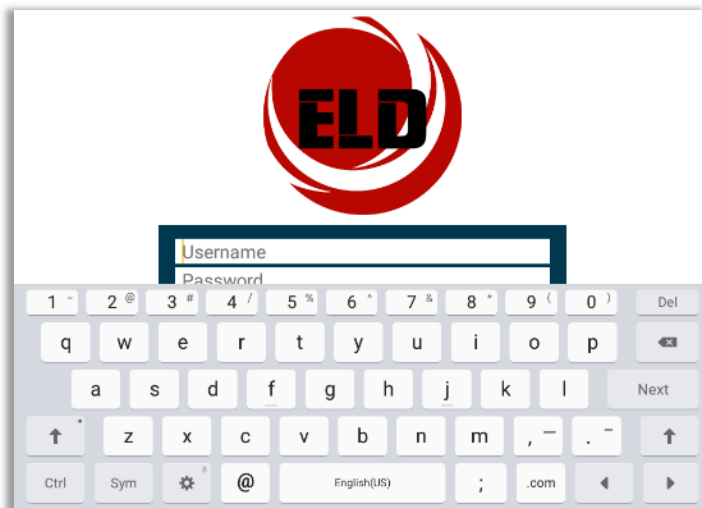 ELD
Username
Password
1 - 2 @ 3 # 4 / 5 % 6 ^ 7 & 8 * 9 ( 0 ) Del
q w e r t y u i o p
a s d f g h j k l Next
z x c v b n m , — . –
Ctrl Sym @ English(US) ; .com